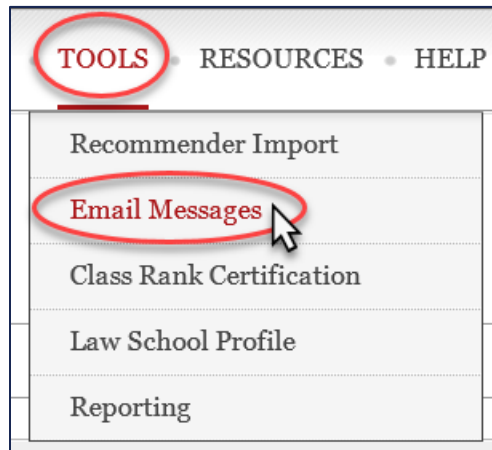 TOOLS • RESOURCES • HELP
Recommender Import
Email Messages
Class Rank Certification
Law School Profile
Reporting